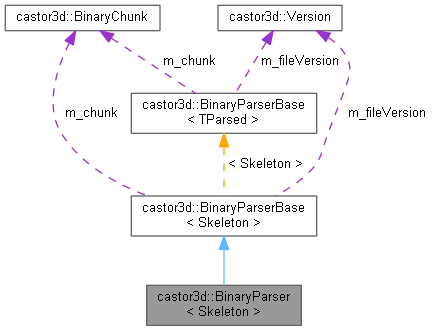 castor3d::BinaryChunk
castor3d::Version
m_chunk
m_fileVersion
castor3d::BinaryParserBase
< TParsed >
m_chunk
m_fileVersion
< Skeleton >
castor3d::BinaryParserBase
< Skeleton >
castor3d::BinaryParser
< Skeleton >